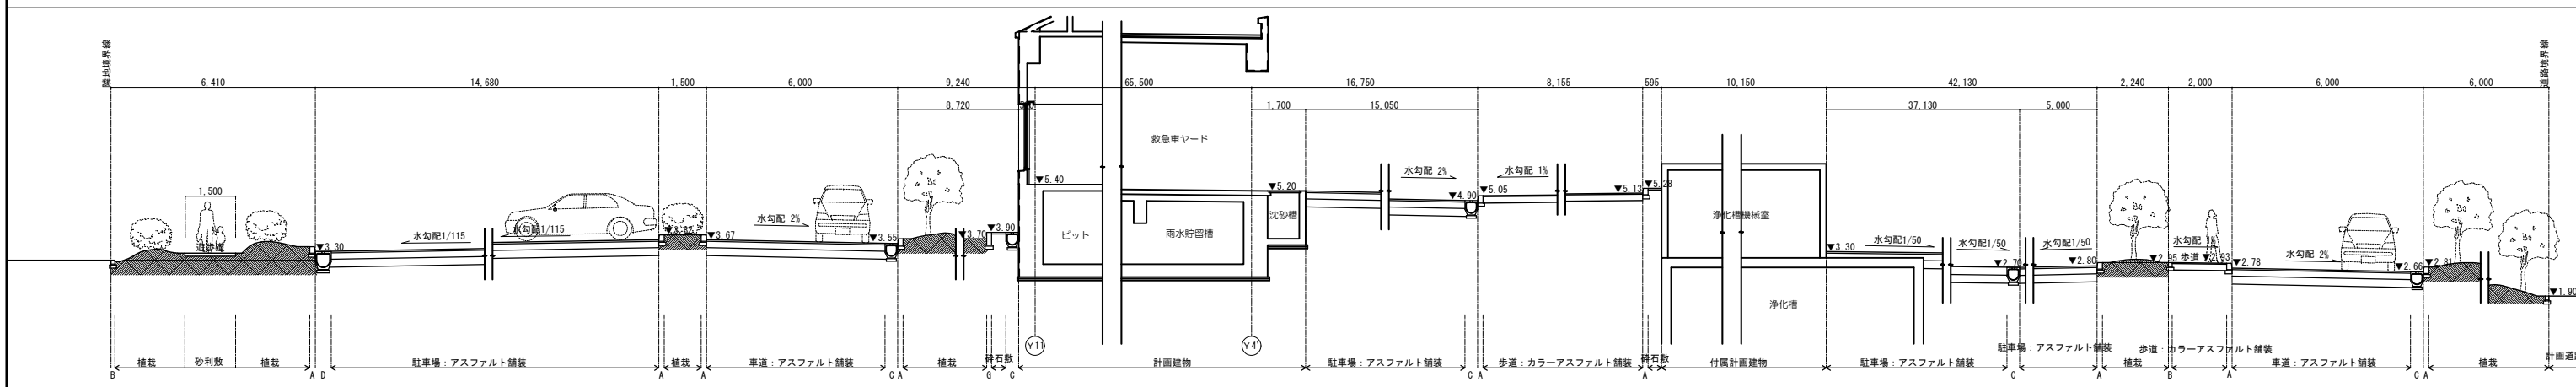 隣地境界線
道路境界線
6,410
14,680
1,500
6,000
9,240
65,500
16,750
8,155
595
10,150
42,130
2,240
2,000
6,000
6,000
8,720
1,700
15,050
37,130
5,000
救急車ヤード
1,500
水勾配 2%
水勾配 1%
▼5.40
▼5.20
▼4.90
▼5.05
▼5.13
▼5.28
沈砂槽
浄化槽機械室
ピット
雨水貯留槽
遊歩道
水勾配1/115
水勾配1/115
水勾配 2%
▼3.30
▼3.67
▼3.55
▼3.70
▼3.90
▼3.30
水勾配1/50
水勾配1/50
水勾配1/50
▼2.70
▼2.80
▼2.95
歩道
▼2.93
▼2.78
水勾配 2%
▼2.66
▼2.81
▼1.90
浄化槽
Y11
Y4
植栽
砂利敷
植栽
駐車場：アスファルト舗装
植栽
車道：アスファルト舗装
植栽
砕石敷
計画建物
駐車場：アスファルト舗装
歩道：カラーアスファルト舗装
砕石敷
付属計画建物
駐車場：アスファルト舗装
駐車場：アスファルト舗装
植栽
歩道：カラーアスファルト舗装
車道：アスファルト舗装
植栽
計画道
B
A
D
A
A
C
A
G
C
C
A
A
C
A
B
A
C
A